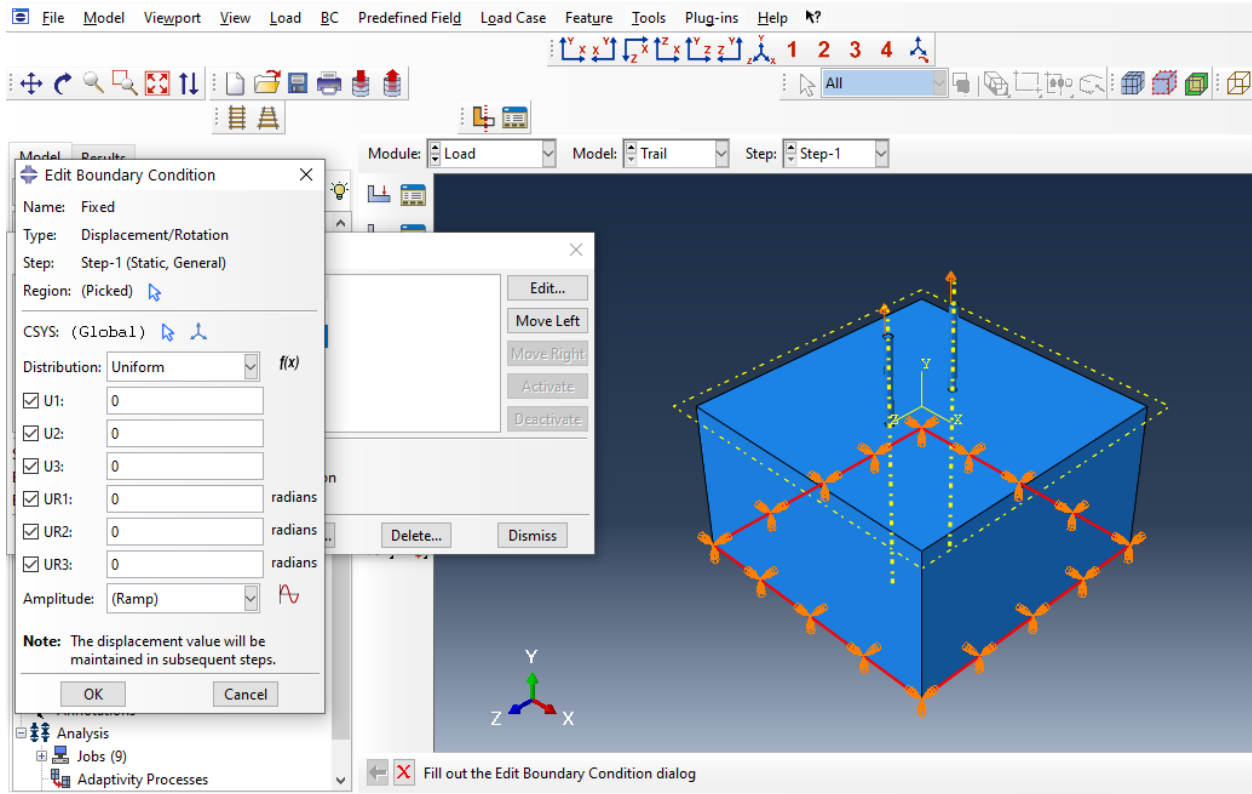 File Model Viewport View Load BC Predefined Field Load Case Feature Tools Plug-ins Help
1 2 3 4
All
Module: Load Model: Trail Step: Step-1
Model Results
Edit Boundary Condition
Name: Fixed
Type: Displacement/Rotation
Step: Step-1 (Static, General)
Region: (Picked)
CSYS: (Global)
Distribution: Uniform f(x)
U1: 0
U2: 0
U3: 0
UR1: 0 radians
UR2: 0 radians
UR3: 0 radians
Amplitude: (Ramp)
Note: The displacement value will be
maintained in subsequent steps.
OK Cancel
Edit...
Move Left
Move Right
Activate
Deactivate
Delete... Dismiss
Analysis
Jobs (9)
Adaptivity Processes
Y
Z X
Y
Z X
Fill out the Edit Boundary Condition dialog